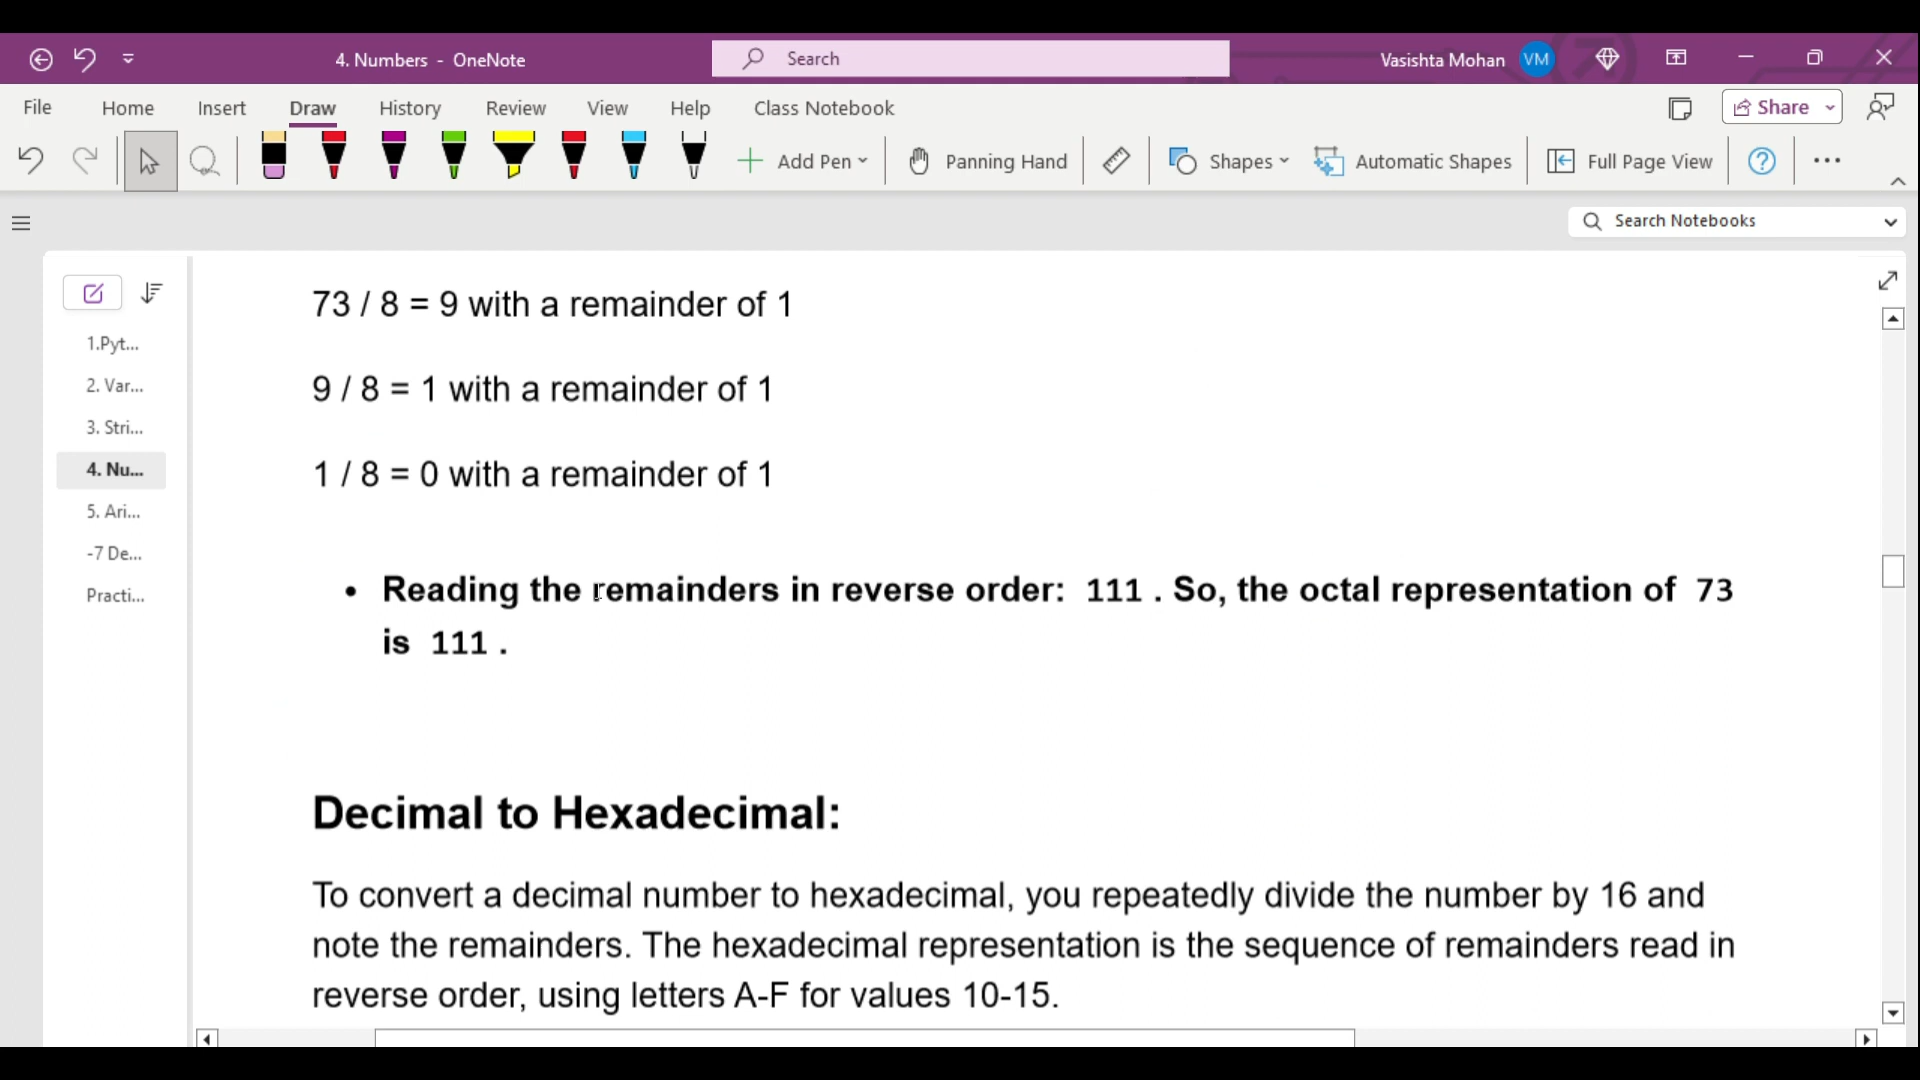 4. Numbers - OneNote
Search
Vasishta Mohan VM
File Home Insert Draw History Review View Help Class Notebook
Share
Add Pen Panning Hand Shapes Automatic Shapes Full Page View
Search Notebooks
1.Pyt...
2. Var...
3. Stri...
4. Nu...
5. Ari...
-7 De...
Practi...
73 / 8 = 9 with a remainder of 1
9 / 8 = 1 with a remainder of 1
1 / 8 = 0 with a remainder of 1
• Reading the remainders in reverse order: 111 . So, the octal representation of 73
is 111 .
Decimal to Hexadecimal:
To convert a decimal number to hexadecimal, you repeatedly divide the number by 16 and
note the remainders. The hexadecimal representation is the sequence of remainders read in
reverse order, using letters A-F for values 10-15.